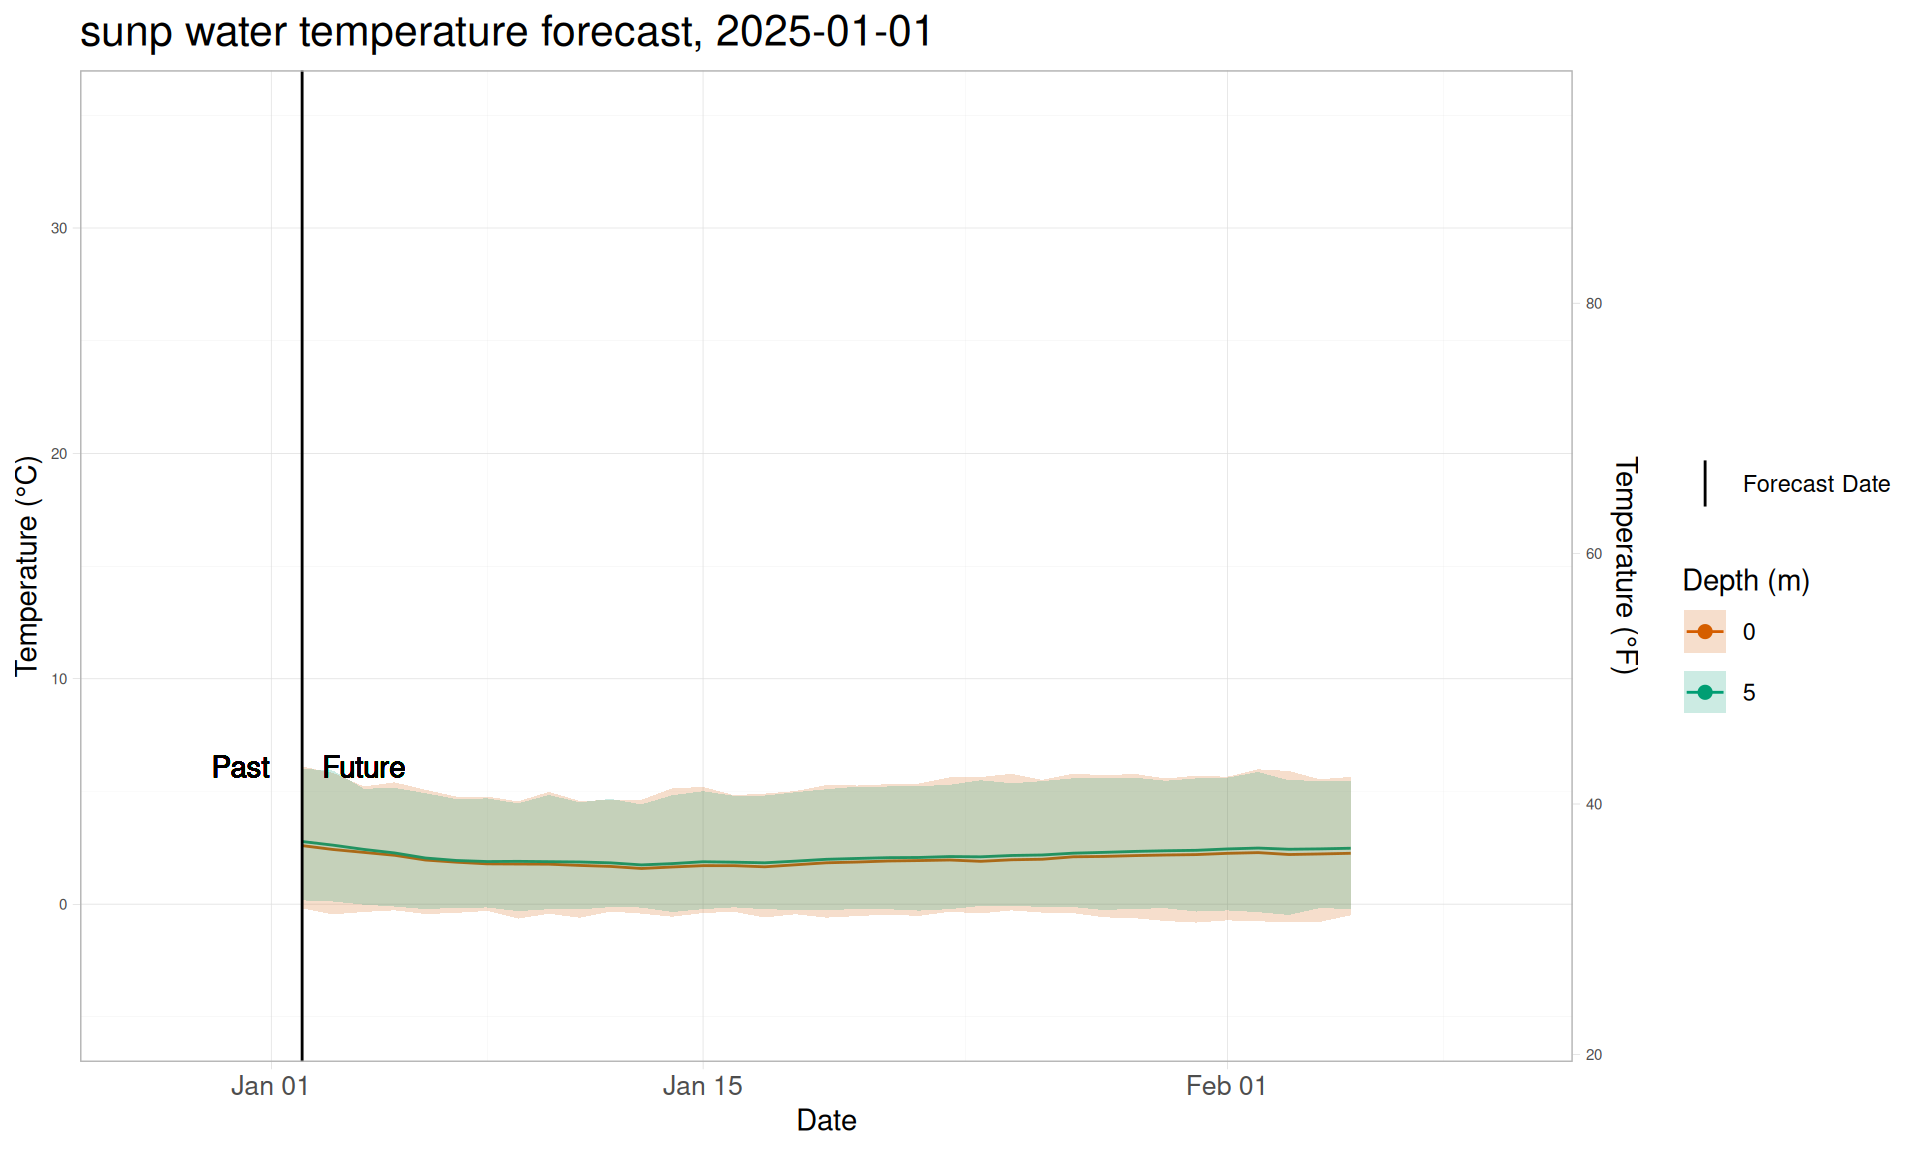 sunp water temperature forecast, 2025-01-01
30
20
10
0
Temperature (°C)
80
60
40
20
Temperature (°F)
Past
Future
Jan 01
Jan 15
Feb 01
Date
Forecast Date
Depth (m)
0
5